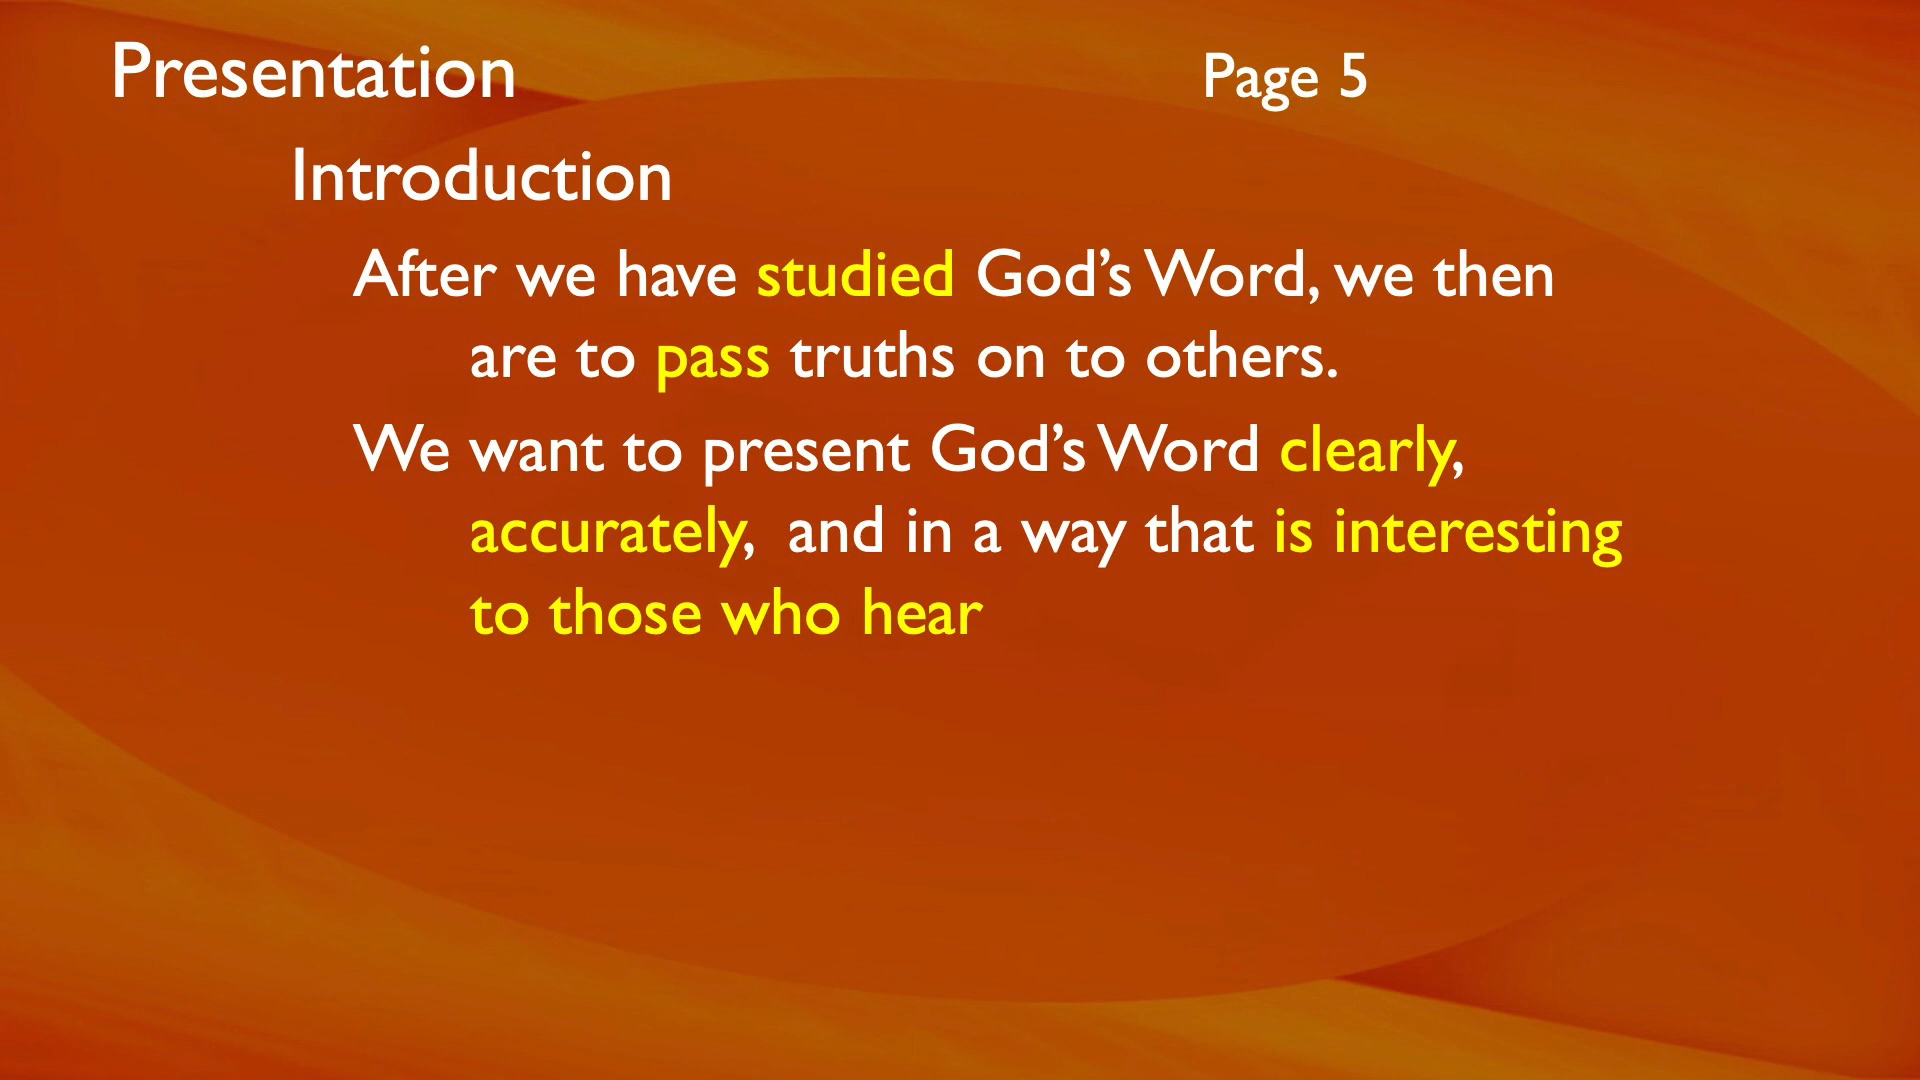 Presentation Page 5
Introduction
After we have studied God’s Word, we then
are to pass truths on to others.
We want to present God’s Word clearly,
accurately,  and in a way that is interesting
to those who hear